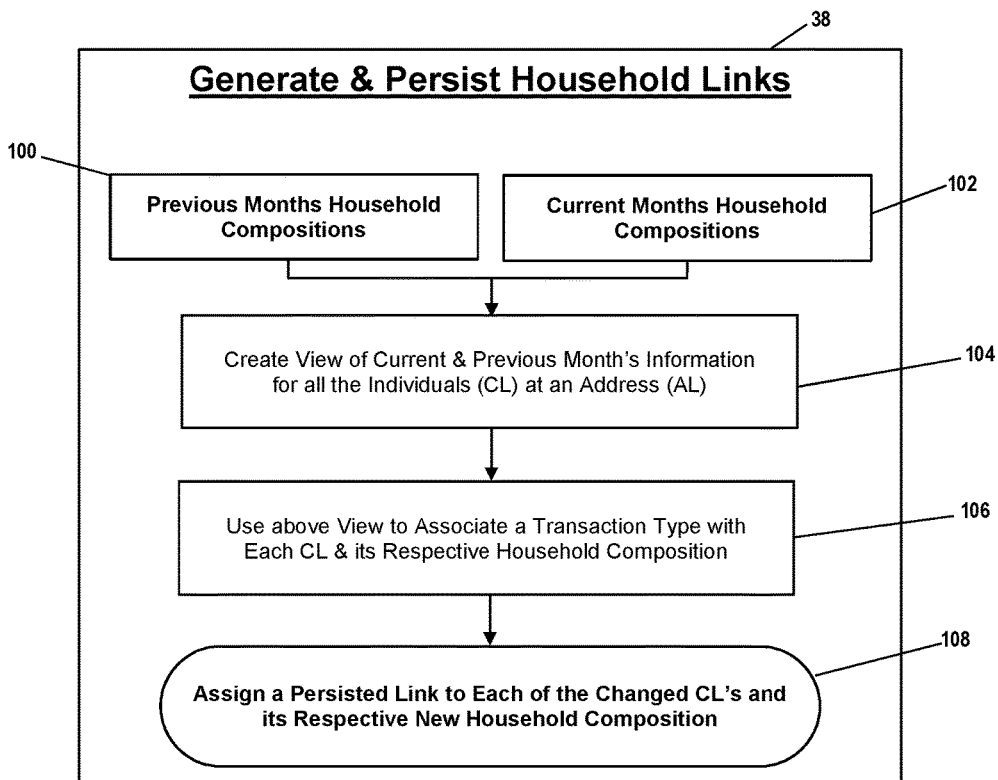 38
Generate & Persist Household Links
100
Previous Months Household
Compositions
Current Months Household
Compositions
102
Create View of Current & Previous Month's Information
for all the Individuals (CL) at an Address (AL)
104
Use above View to Associate a Transaction Type with
Each CL & its Respective Household Composition
106
Assign a Persisted Link to Each of the Changed CL's and
its Respective New Household Composition
108